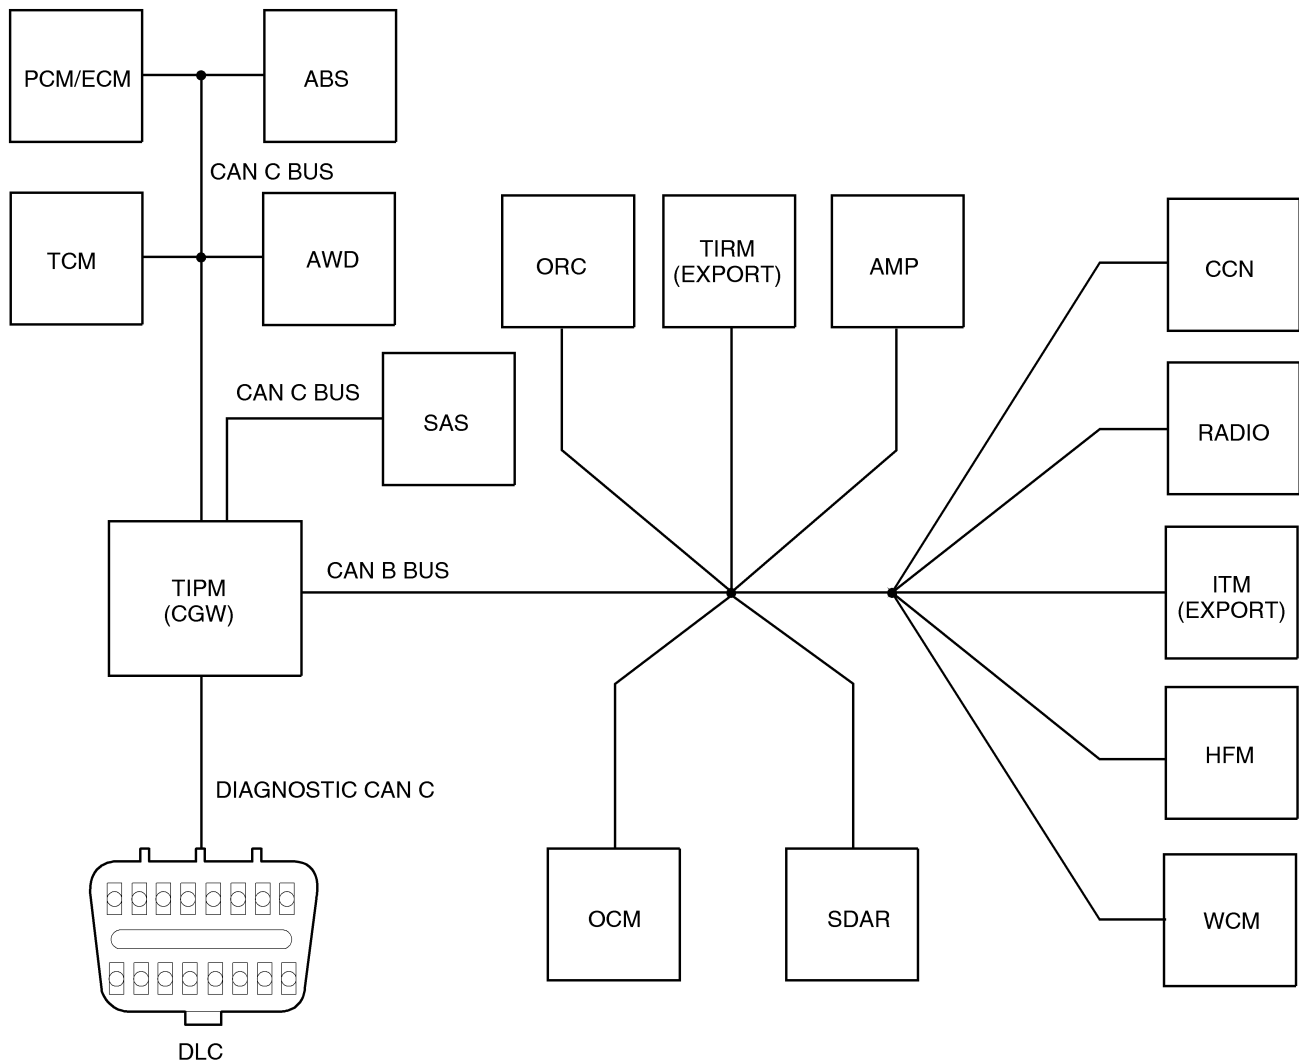 PCM/ECM
ABS
CAN C BUS
TCM
AWD
ORC
TIRM
(EXPORT)
AMP
CCN
CAN C BUS
SAS
RADIO
TIPM
(CGW)
CAN B BUS
ITM
(EXPORT)
HFM
DIAGNOSTIC CAN C
OCM
SDAR
WCM
DLC